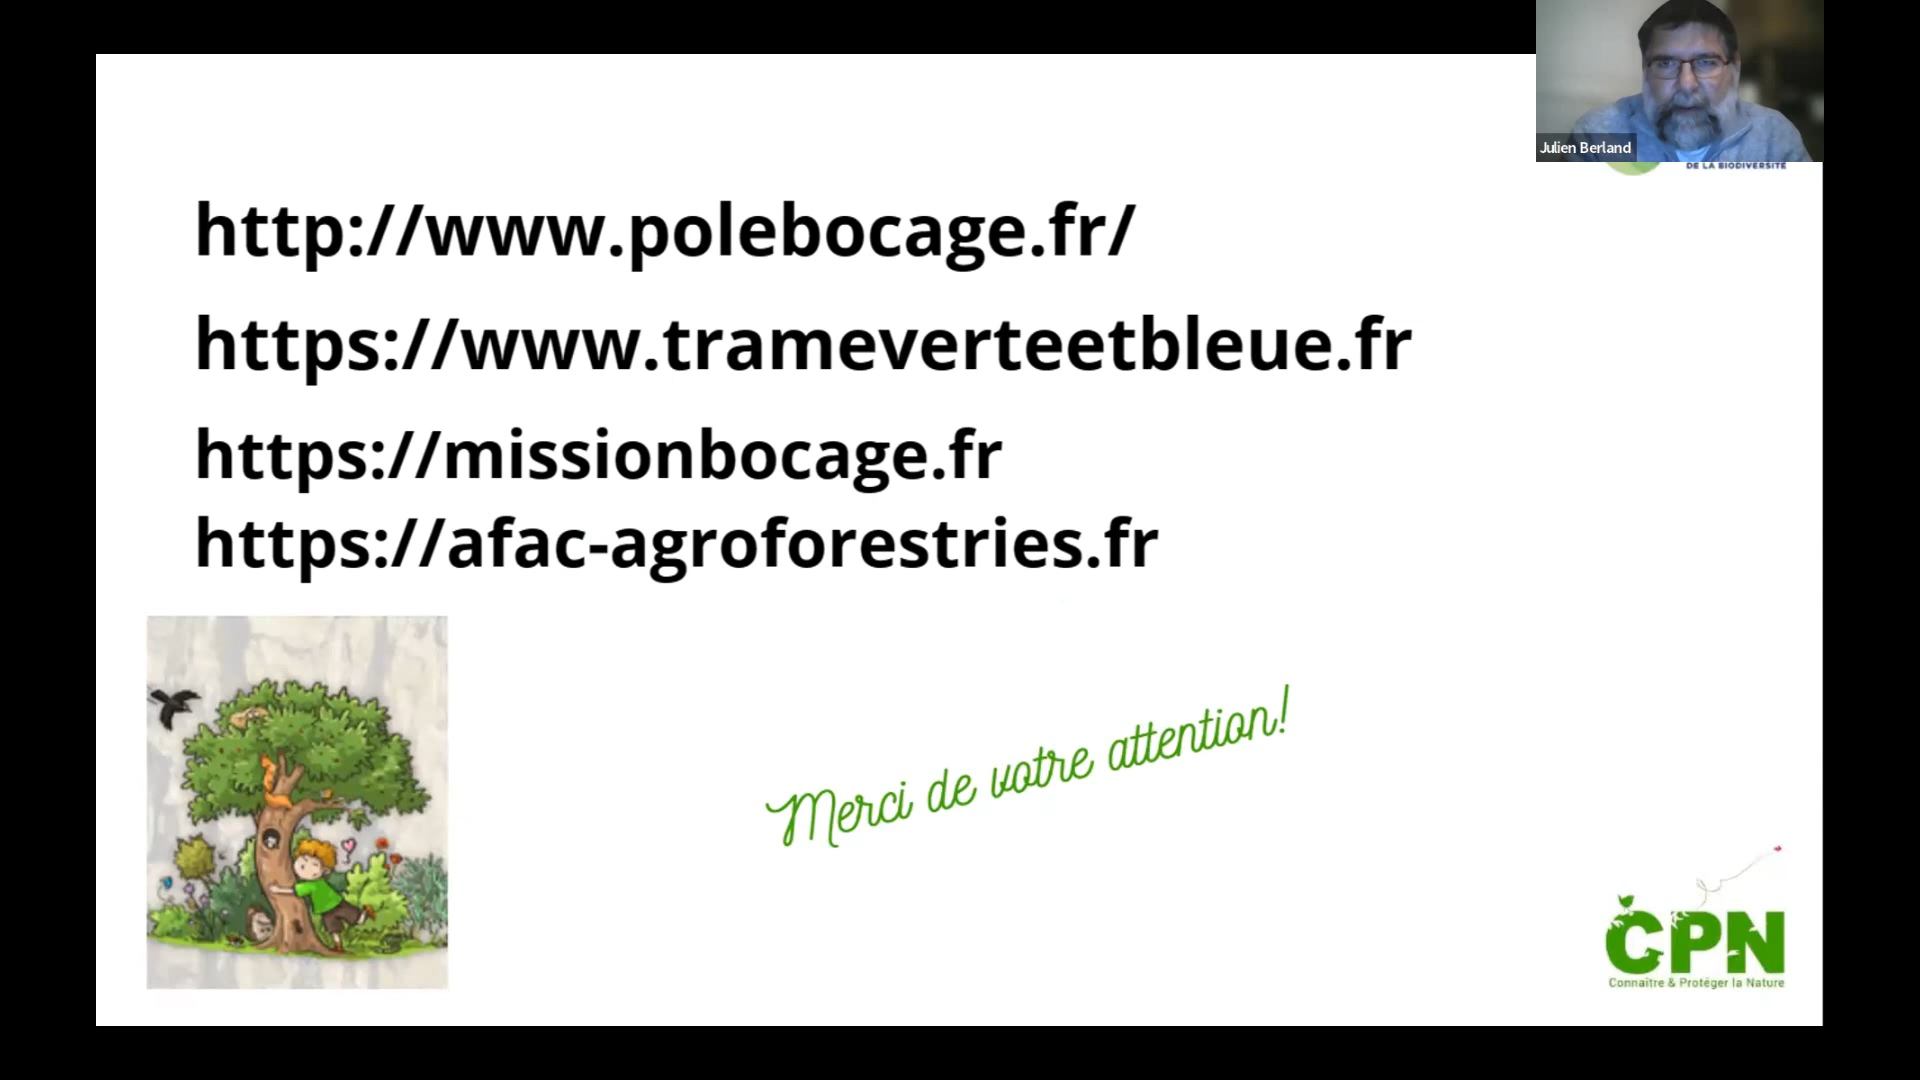 Julien Berland
DE LA BIODIVERSITÉ
http://www.polebocage.fr/
https://www.trameverteetbleue.fr
https://missionbocage.fr
https://afac-agroforestries.fr
Merci de votre attention!
CPN
Connaître & Protéger la Nature